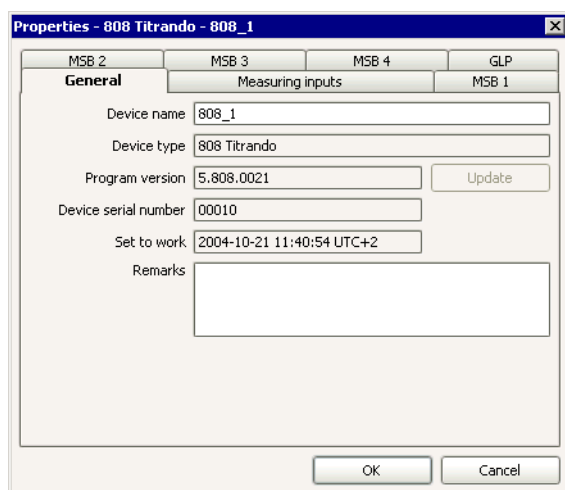 Properties - 808 Titrando - 808_1
MSB 2 MSB 3 MSB 4 GLP
General Measuring inputs MSB 1
Device name 808_1
Device type 808 Titrando
Program version 5.808.0021 Update
Device serial number 00010
Set to work 2004-10-21 11:40:54 UTC+2
Remarks
OK Cancel